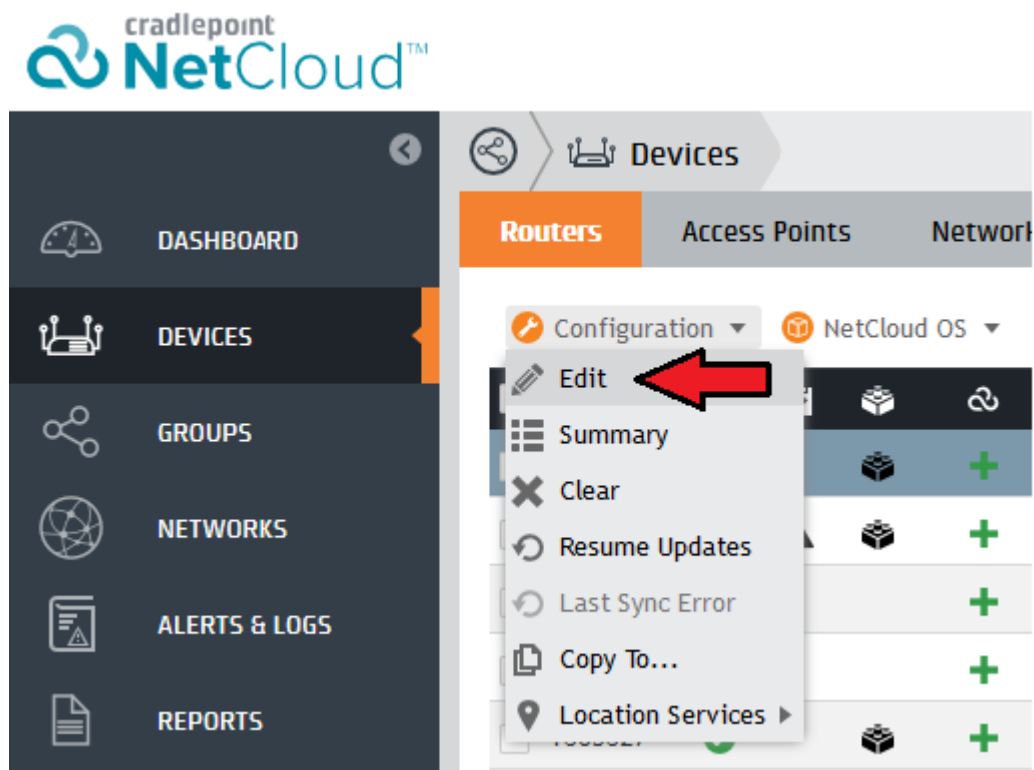 cradlepoint
NetCloud™
Devices
DASHBOARD
DEVICES
GROUPS
NETWORKS
ALERTS & LOGS
REPORTS
Routers Access Points
Configuration NetCloud OS
Edit
Summary
Clear
Resume Updates
Last Sync Error
Copy To...
Location Services